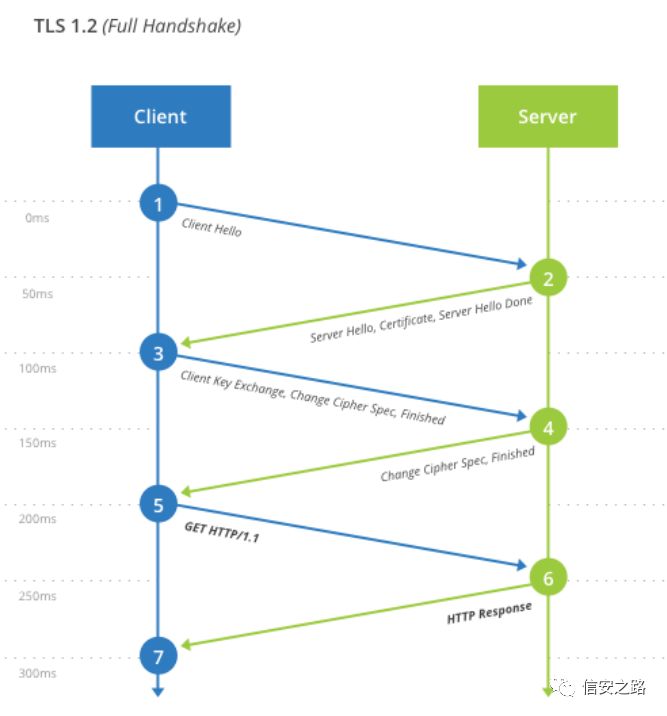 TLS 1.2 (Full Handshake)
Client
Server
1
0ms
Client Hello
2
50ms
Server Hello, Certificate, Server Hello Done
3
100ms
Client Key Exchange, Change Cipher Spec, Finished
4
150ms
Change Cipher Spec, Finished
5
200ms
GET HTTP/1.1
6
250ms
HTTP Response
7
300ms
信安之路